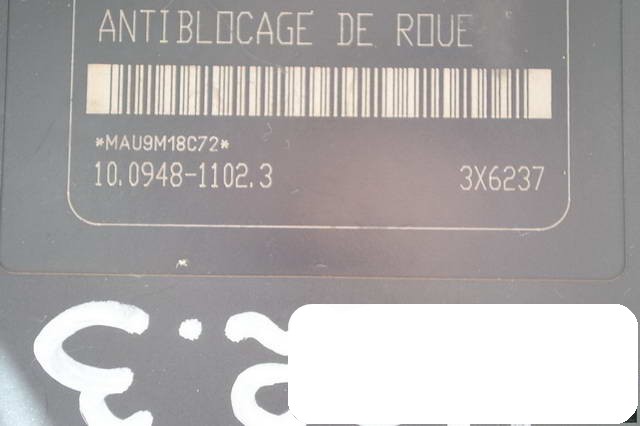 ANTIBLOCAGE DE ROUE
*MAU9M18C72*
10.0948-1102.3
3X6237